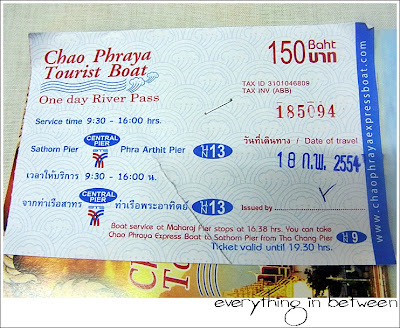 Chao Phraya
Tourist Boat
One day River Pass
150 Baht บาท
TAX ID 3101046809
TAX INV (ABB)
185094
Service time 9:30 - 16:00 hrs.
Sathorn Pier CENTRAL PIER BTS Phra Arthit Pier N 13
วันที่เดินทาง / Date of travel
18 ก.พ. 2554
เวลาให้บริการ 9:30 - 16:00 น.
จากท่าเรือสาทร CENTRAL PIER BTS ท่าเรือพระอาทิตย์ N 13
Issued by
Boat service at Maharaj Pier stops at 16.38 hrs. You can take
Chao Phraya Express Boat to Sathorn Pier from Tha Chang Pier N 9
Ticket valid until 19.30 hrs.
www.chaophrayaexpressboat.com
everything in between